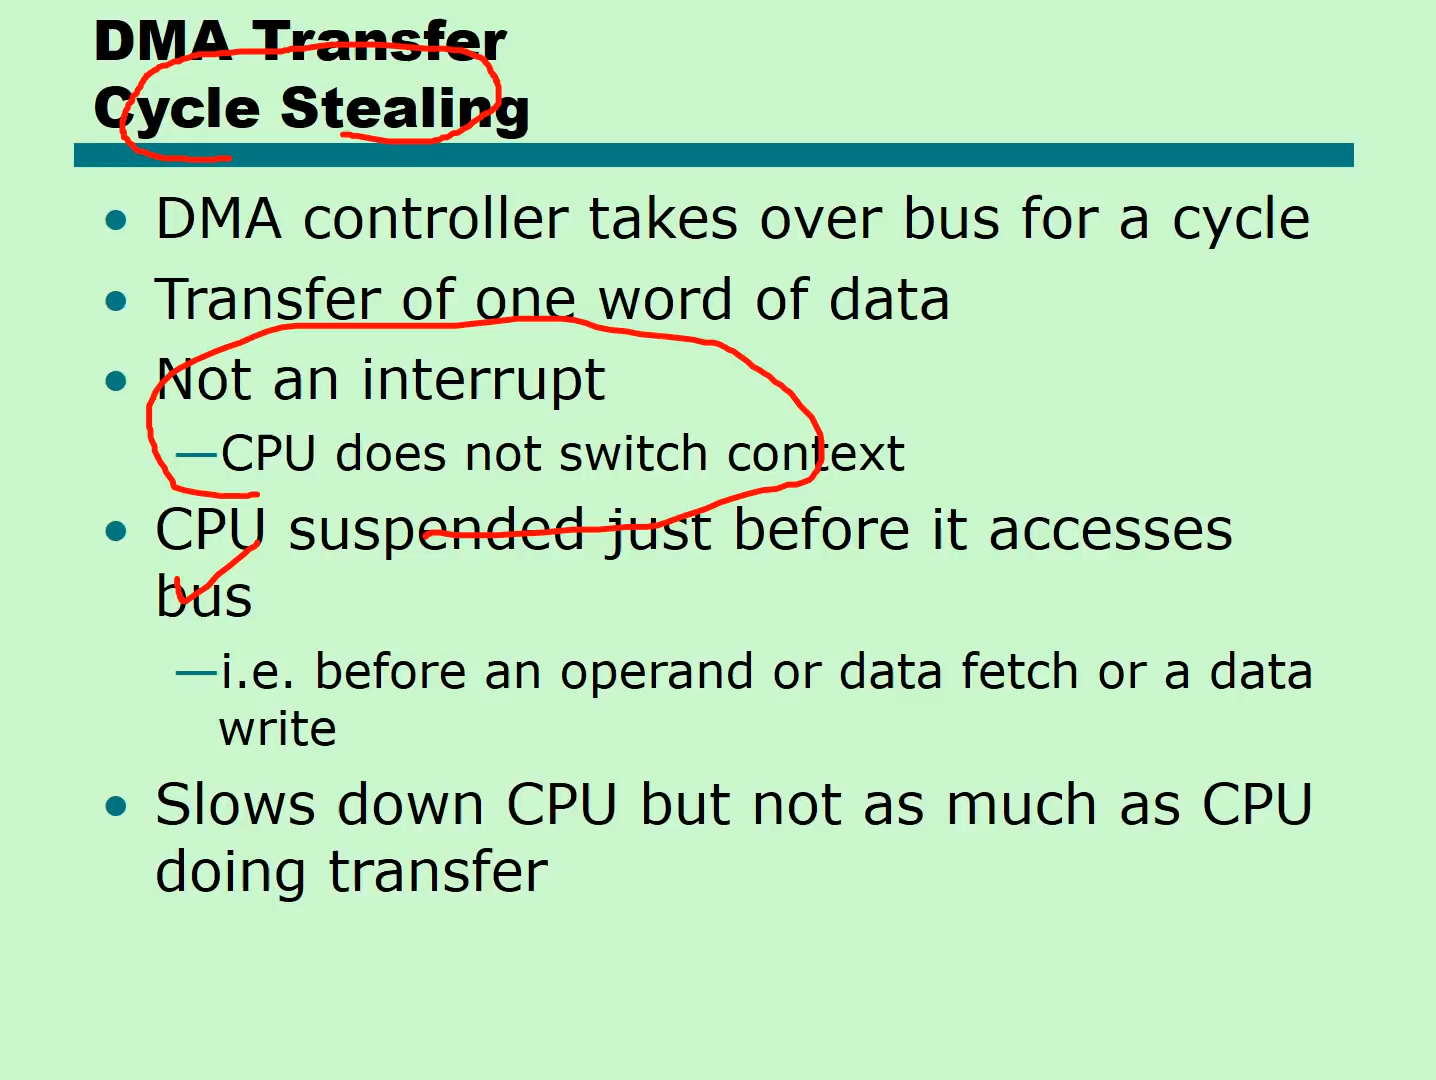 DMA Transfer
Cycle Stealing
• DMA controller takes over bus for a cycle
• Transfer of one word of data
• Not an interrupt
—CPU does not switch context
• CPU suspended just before it accesses
bus
—i.e. before an operand or data fetch or a data
write
• Slows down CPU but not as much as CPU
doing transfer